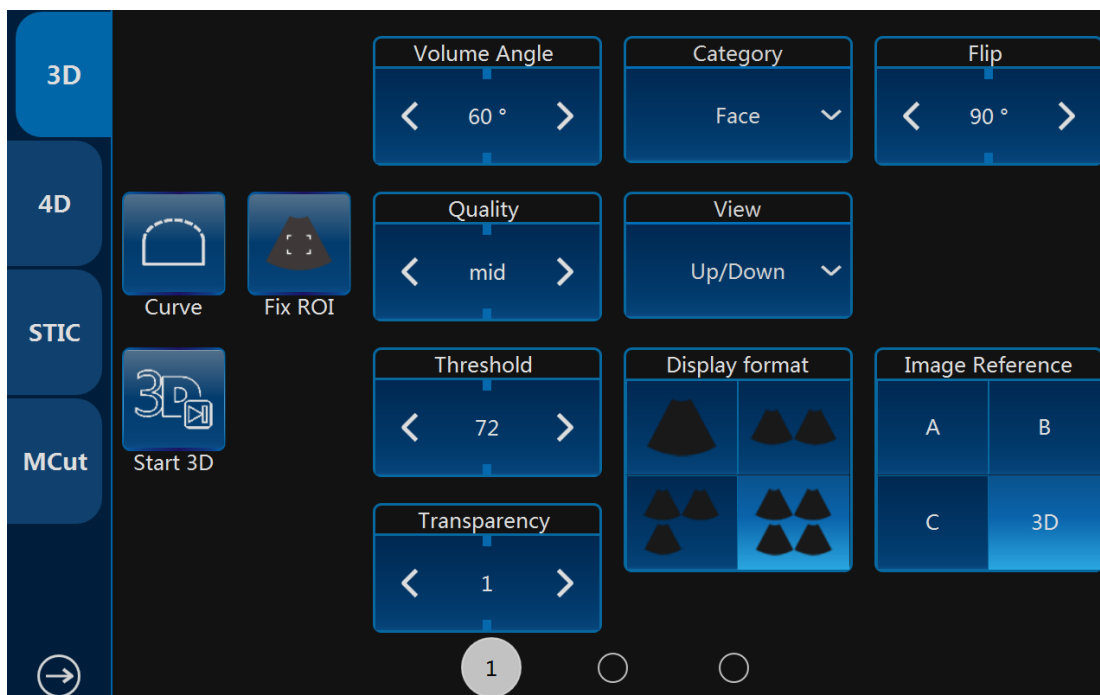 3D
4D
STIC
MCut
Curve
Fix ROI
3D
Start 3D
Volume Angle
60 °
Category
Face
Flip
90 °
Quality
mid
View
Up/Down
Threshold
72
Display format
Image Reference
A
B
C
3D
Transparency
1
1